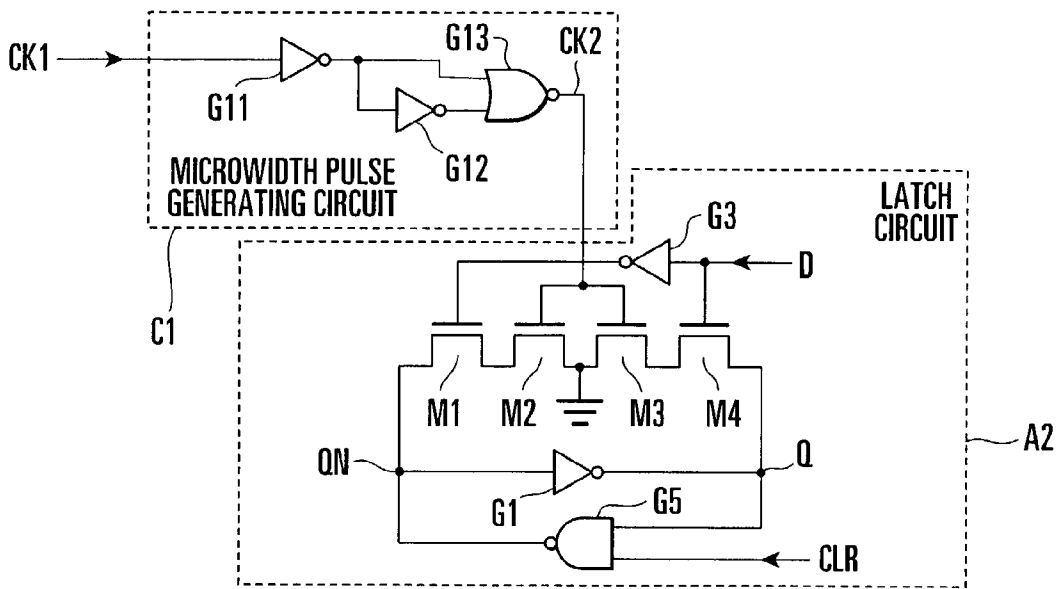 CK1
G11
G13
CK2
G12
MICROWIDTH PULSE
GENERATING CIRCUIT
C1
LATCH
CIRCUIT
G3
D
M1
M2
M3
M4
A2
QN
Q
G1
G5
CLR